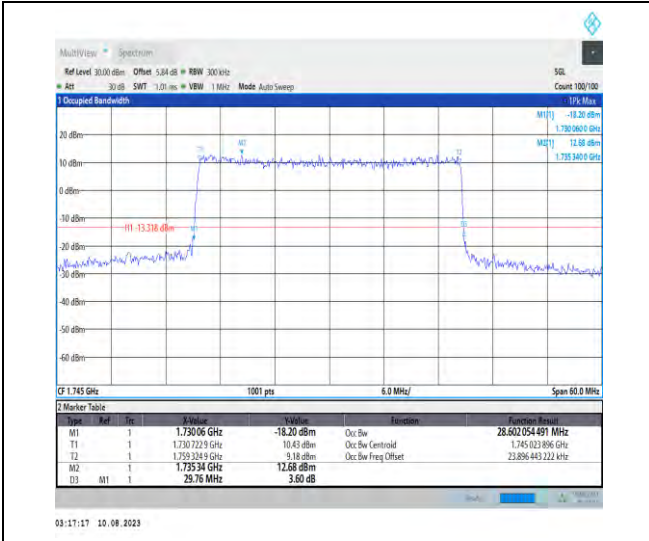 MultiView Spectrum
Ref Level 30.00 dBm Offset 5.84 dB RBW 300 kHz SGL
Att 30 dB SWT 1.01 ms VBW 1 MHz Mode Auto Sweep Count 100/100
1 Occupied Bandwidth 1Pk Max
M1[1] -18.20 dBm
1.730 060 0 GHz
M2[1] 12.68 dBm
1.735 340 0 GHz
20 dBm
T1 M2 T2
10 dBm
0 dBm
-10 dBm
H1 -13.318 dBm M1 D3
-20 dBm
-30 dBm
-40 dBm
-50 dBm
-60 dBm
CF 1.745 GHz 1001 pts 6.0 MHz/ Span 60.0 MHz
2 Marker Table
Type Ref Trc X-Value Y-Value Function Function Result
M1 1 1.730 06 GHz -18.20 dBm Occ Bw 28.602 054 491 MHz
T1 1 1.730 722 9 GHz 10.43 dBm Occ Bw Centroid 1.745 023 896 GHz
T2 1 1.759 324 9 GHz 9.18 dBm Occ Bw Freq Offset 23.896 443 222 kHz
M2 1 1.735 34 GHz 12.68 dBm
D3 M1 1 29.76 MHz 3.60 dB
03:17:17 10.08.2023